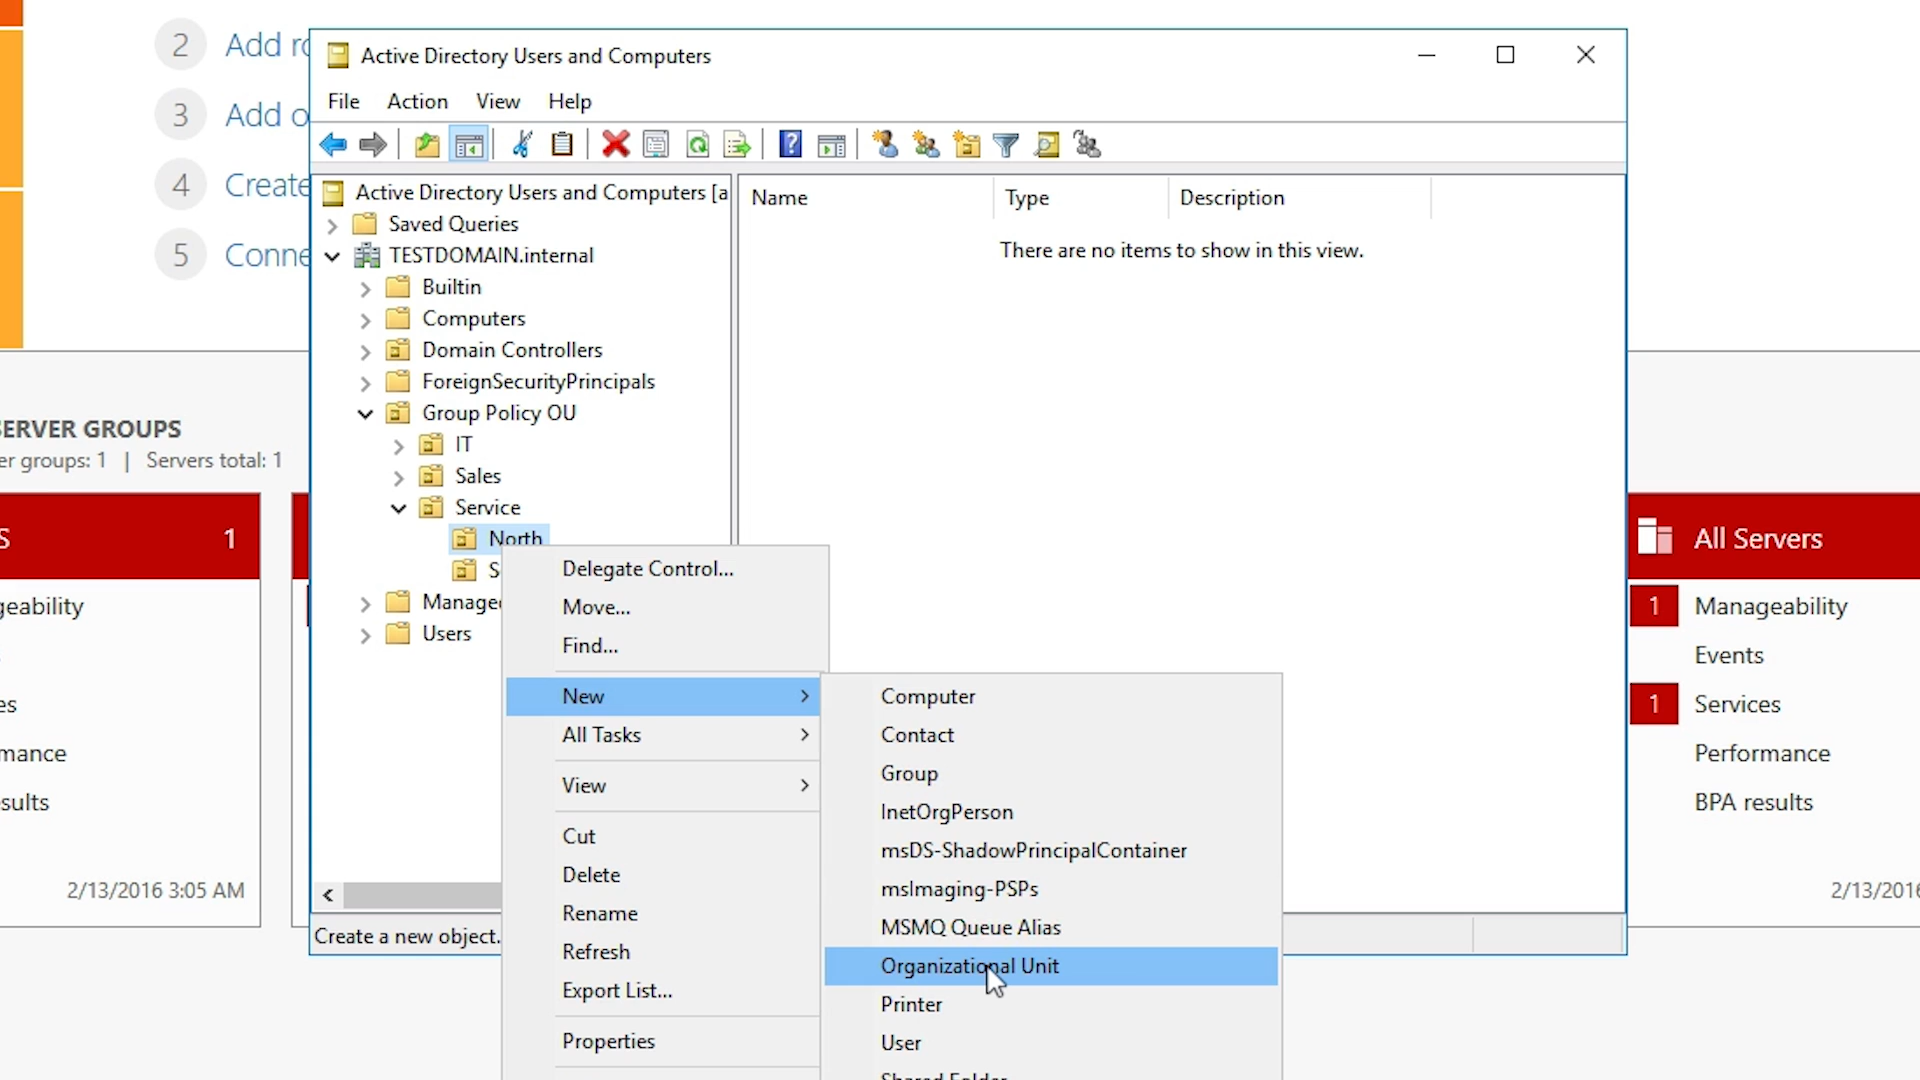 2 Add ro
3 Add o
4 Create
5 Conne
SERVER GROUPS
er groups: 1 | Servers total: 1
S 1
geability
es
mance
sults
2/13/2016 3:05 AM
Active Directory Users and Computers
File Action View Help
Active Directory Users and Computers [a
Saved Queries
TESTDOMAIN.internal
Builtin
Computers
Domain Controllers
ForeignSecurityPrincipals
Group Policy OU
IT
Sales
Service
North
S
Managed
Users
Create a new object.
Name Type Description
There are no items to show in this view.
Delegate Control...
Move...
Find...
New
All Tasks
View
Cut
Delete
Rename
Refresh
Export List...
Properties
Computer
Contact
Group
InetOrgPerson
msDS-ShadowPrincipalContainer
msImaging-PSPs
MSMQ Queue Alias
Organizational Unit
Printer
User
Shared Folder
All Servers
1 Manageability
Events
1 Services
Performance
BPA results
2/13/2016